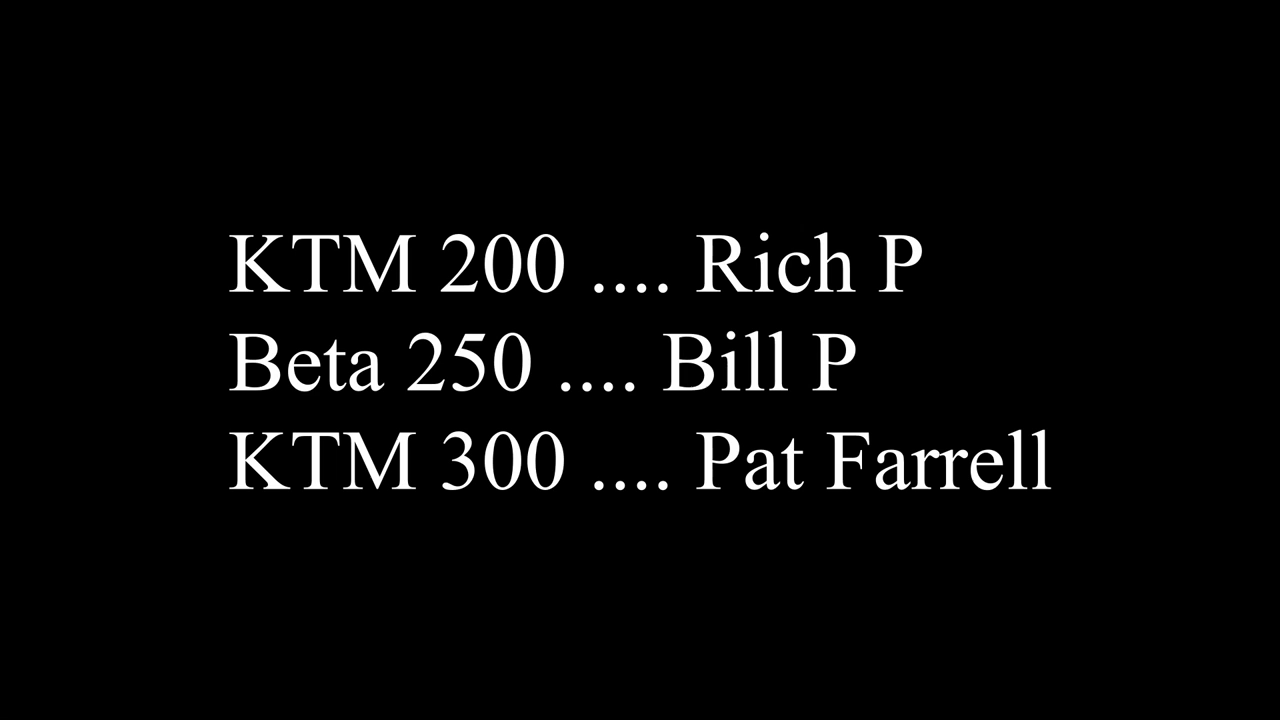 KTM 200 .... Rich P
Beta 250 .... Bill P
KTM 300 .... Pat Farrell